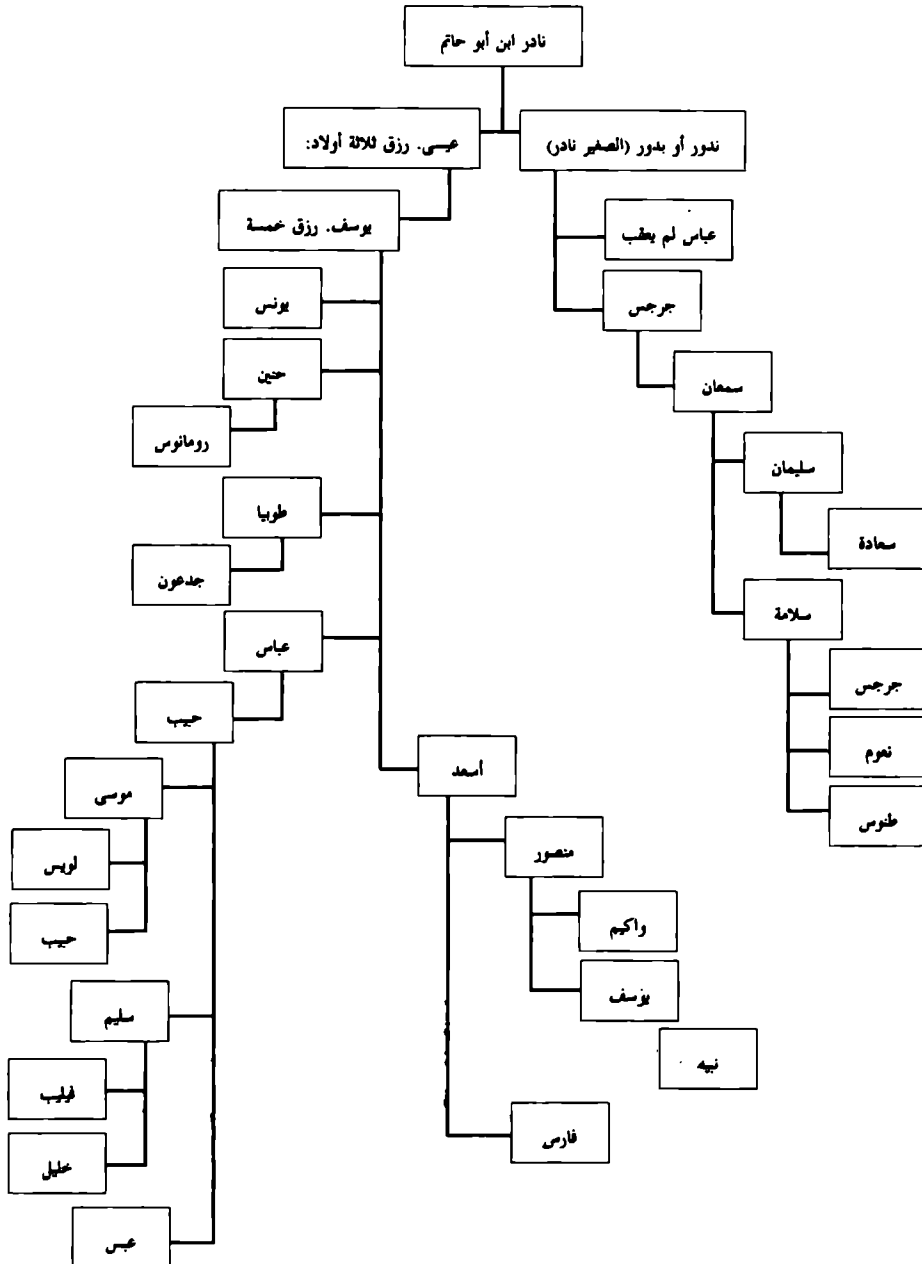 نادر ابن أبو حاتم
ندور أو بدور (الصغير نادر)
عيسى. رزق ثلاثة أولاد:
عباس لم يعقب
جرجس
سمعان
سليمان
سعادة
سلامة
جرجس
نعوم
طنوس
يوسف. رزق خمسة
يونس
حنين
رومانوس
طوبيا
جدعون
عباس
حبيب
موسى
لويس
حبيب
سليم
فيليب
خليل
عبس
أسعد
منصور
واكيم
يؤسف
نبيه
فارس